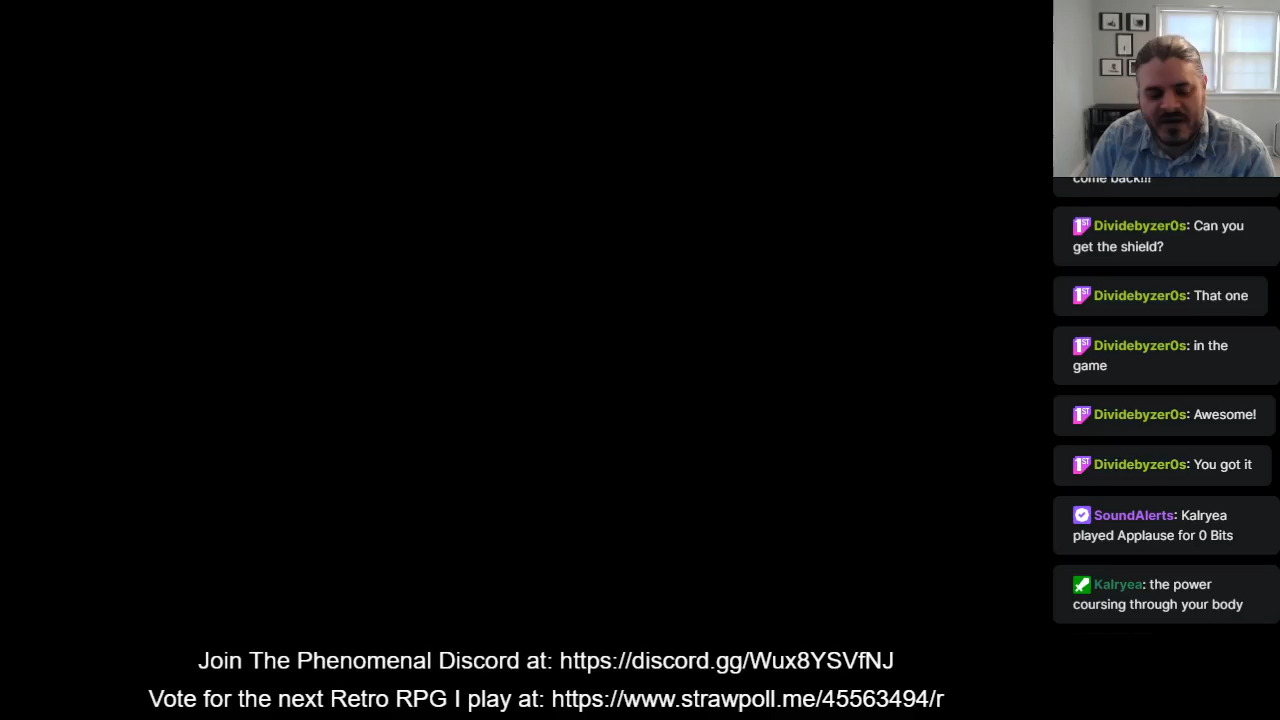 come back!!!
Dividebyzer0s: Can you
get the shield?
Dividebyzer0s: That one
Dividebyzer0s: in the
game
Dividebyzer0s: Awesome!
Dividebyzer0s: You got it
SoundAlerts: Kalryea
played Applause for 0 Bits
Kalryea: the power
coursing through your body
Join The Phenomenal Discord at: https://discord.gg/Wux8YSVfNJ
Vote for the next Retro RPG I play at: https://www.strawpoll.me/45563494/r